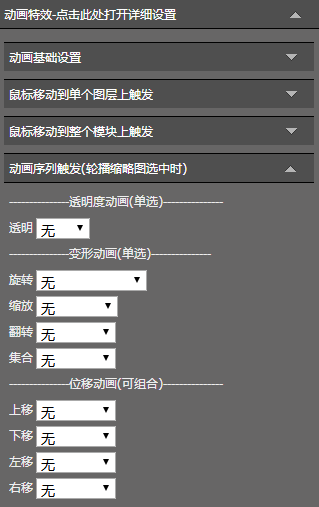 动画特效-点击此处打开详细设置
动画基础设置
鼠标移动到单个图层上触发
鼠标移动到整个模块上触发
动画序列触发(轮播缩略图选中时)
---------------透明度动画(单选)---------------
透明 无
---------------变形动画(单选)---------------
旋转 无
缩放 无
翻转 无
集合 无
---------------位移动画(可组合)---------------
上移 无
下移 无
左移 无
右移 无